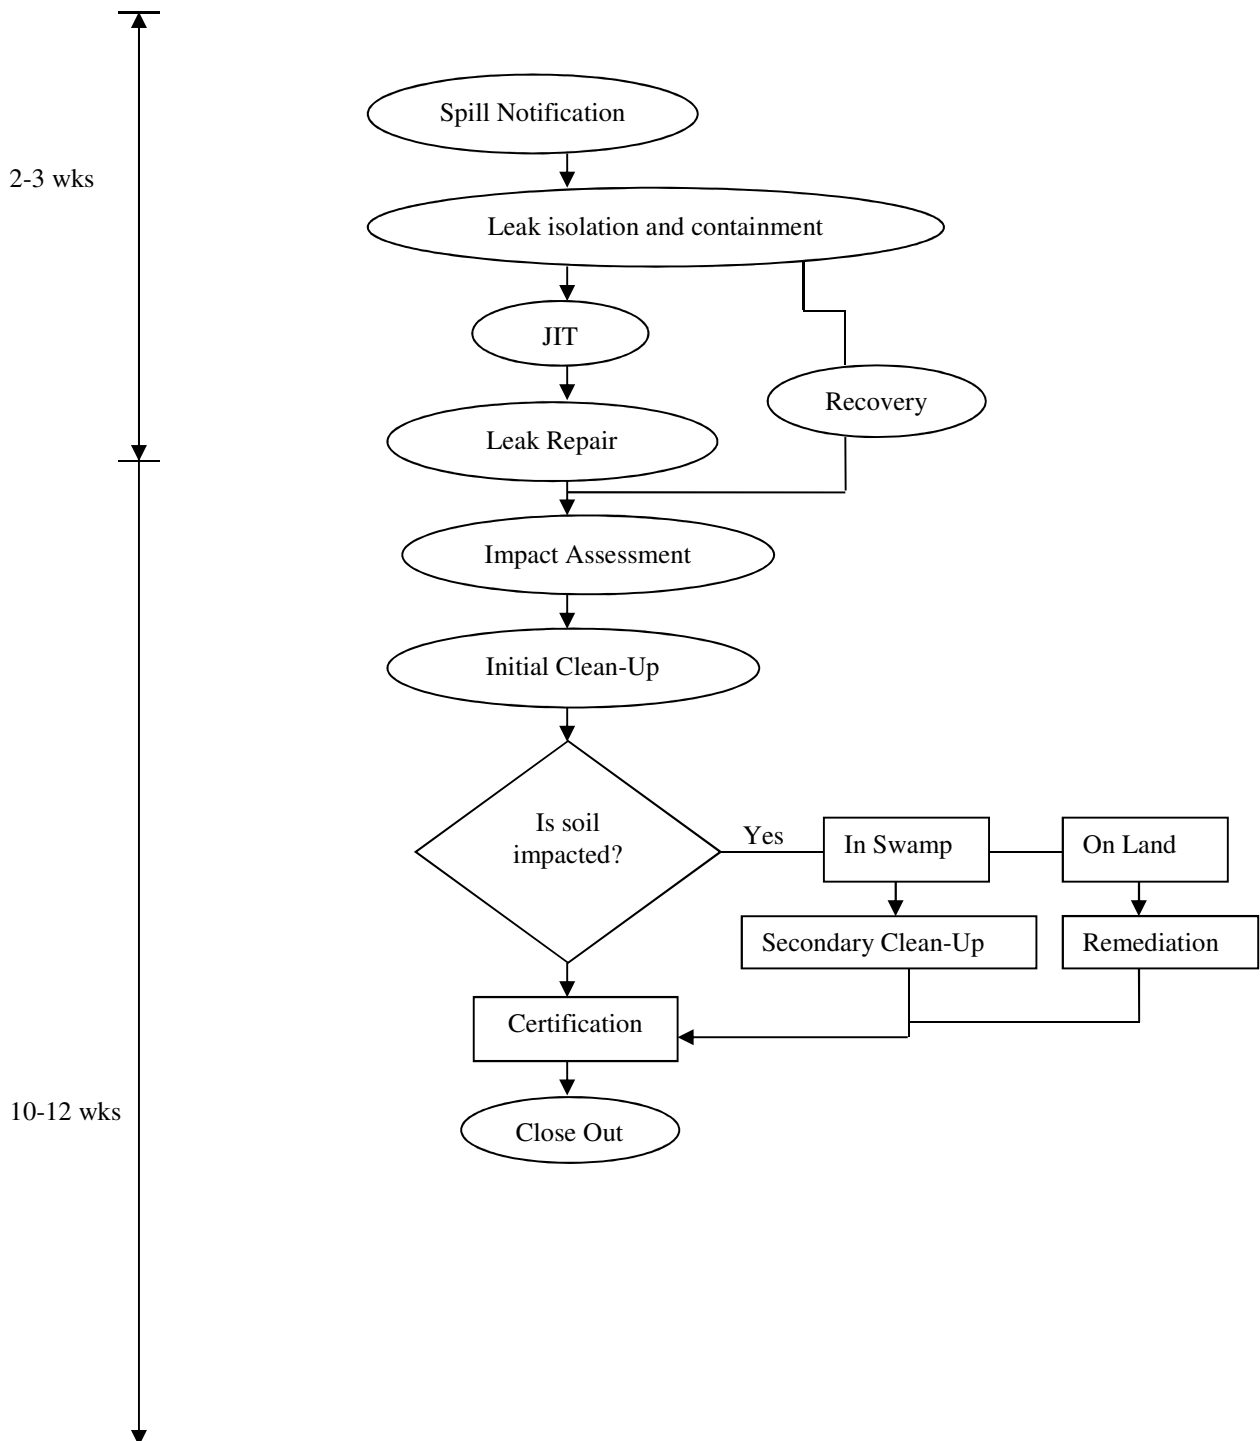 Spill Notification
2-3 wks
Leak isolation and containment
JIT
Recovery
Leak Repair
Impact Assessment
Initial Clean-Up
Is soil
impacted?
Yes
In Swamp
On Land
Secondary Clean-Up
Remediation
Certification
10-12 wks
Close Out